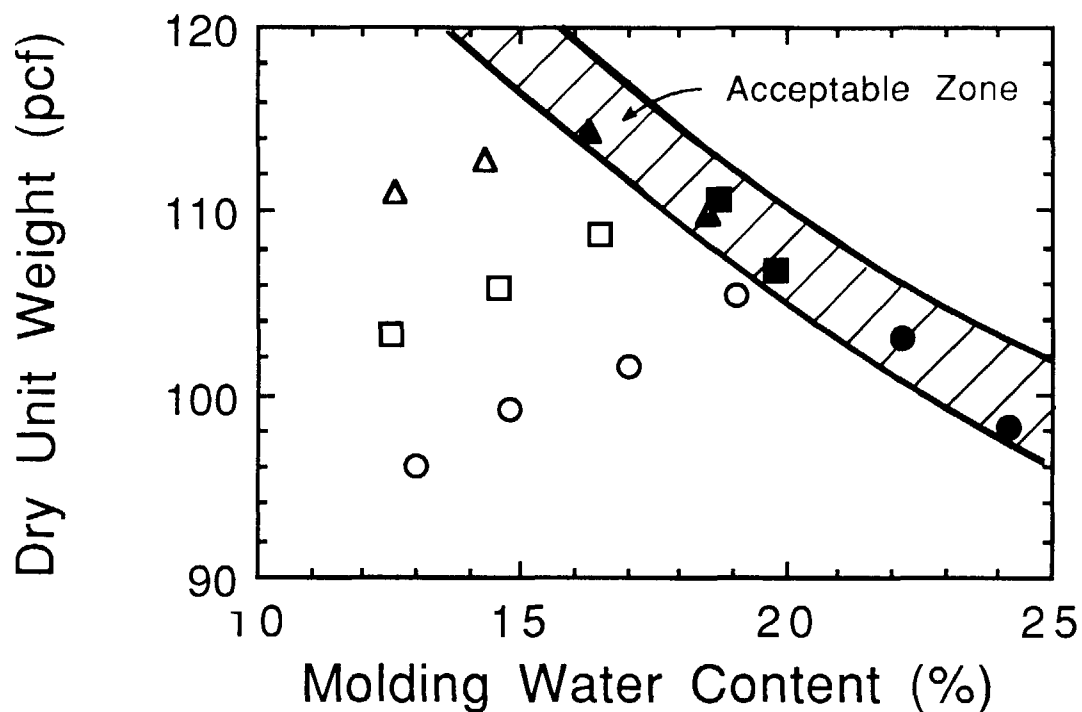 Dry Unit Weight (pcf)
120
110
100
90
Acceptable Zone
10 15 20 25
Molding Water Content (%)